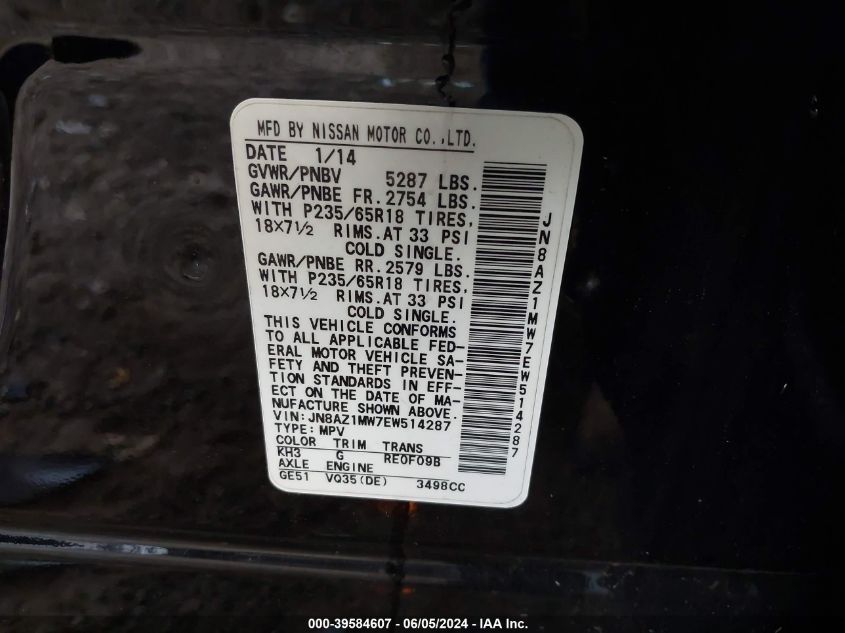 MFD BY NISSAN MOTOR CO.,LTD.
DATE 1/14
GVWR/PNBV 5287 LBS.
GAWR/PNBE FR. 2754 LBS.
WITH P235/65R18 TIRES,
18×7½ RIMS.AT 33 PSI
COLD SINGLE.
GAWR/PNBE RR. 2579 LBS.
WITH P235/65R18 TIRES,
18×7½ RIMS.AT 33 PSI
COLD SINGLE.
THIS VEHICLE CONFORMS
TO ALL APPLICABLE FED-
ERAL MOTOR VEHICLE SA-
FETY AND THEFT PREVEN-
TION STANDARDS IN EFF-
ECT ON THE DATE OF MA-
NUFACTURE SHOWN ABOVE.
VIN:JN8AZ1MW7EW514287
TYPE: MPV
COLOR TRIM TRANS
KH3 G RE0F09B
AXLE ENGINE
GE51 VQ35(DE) 3498CC
JN8AZ1MW7EW514287
000-39584607 - 06/05/2024 - IAA Inc.